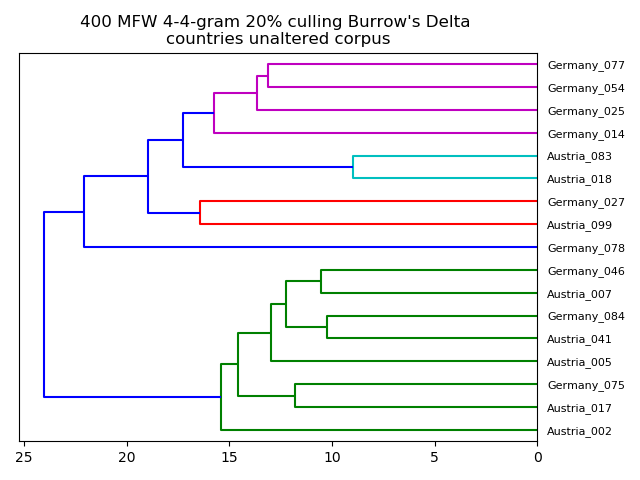 400 MFW 4-4-gram 20% culling Burrow's Delta
countries unaltered corpus
Germany_077
Germany_054
Germany_025
Germany_014
Austria_083
Austria_018
Germany_027
Austria_099
Germany_078
Germany_046
Austria_007
Germany_084
Austria_041
Austria_005
Germany_075
Austria_017
Austria_002
25 20 15 10 5 0